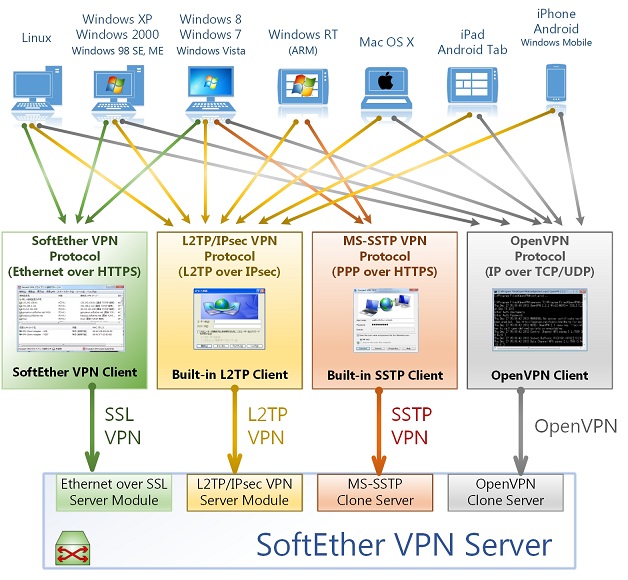 Linux
Windows XP
Windows 2000
Windows 98 SE, ME
Windows 8
Windows 7
Windows Vista
Windows RT
(ARM)
Mac OS X
iPad
Android Tab
iPhone
Android
Windows Mobile
SoftEther VPN
Protocol
(Ethernet over HTTPS)
SoftEther VPN Client
L2TP/IPsec VPN
Protocol
(L2TP over IPsec)
Built-in L2TP Client
MS-SSTP VPN
Protocol
(PPP over HTTPS)
Built-in SSTP Client
OpenVPN
Protocol
(IP over TCP/UDP)
OpenVPN Client
SSL
VPN
L2TP
VPN
SSTP
VPN
OpenVPN
Ethernet over SSL
Server Module
L2TP/IPsec VPN
Server Module
MS-SSTP
Clone Server
OpenVPN
Clone Server
SoftEther VPN Server